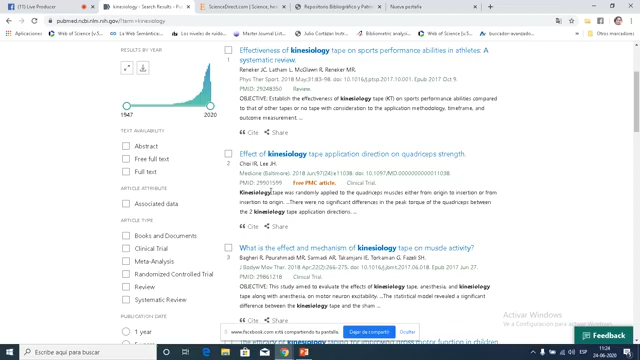 (1) Live Producer
kinesiology - Search Results - P
ScienceDirect.com | Science, h
Repositorio Bibliográfico y Patri
Nueva pestaña
pubmed.ncbi.nlm.nih.gov/?term=kinesiology
Aplicaciones
Web of Science [v.
La Web
Los niveles de evid
Traductor
Web of Science [v.
Buscar
Otros marcadores
RESULTS BY YEAR
1947
2020
TEXT AVAILABILITY
Abstract
Free full text
Full text
ARTICLE ATTRIBUTE
Associated data
ARTICLE TYPE
Books and Documents
Clinical Trial
Meta-Analysis
Randomized Controlled Trial
Review
Systematic Review
PUBLICATION DATE
1 year
1
Effectiveness of kinesiology tape on sports performance abilities in athletes. A
systematic review.
Reneker JC, Latham L, McGlawn R, Reneker MR.
Phys Ther Sport. 2018 May;31:83-98. doi: 10.1016/j.ptsp.2017.10.001. Epub 2017 Oct 9.
PMID: 29248350 Review.
OBJECTIVE: Establish the effectiveness of kinesiology tape (KT) on sports performance abilities compared
to that of other tapes or no tape with consideration to the application methodology, timeframe, and
outcome measurement. ...
Cite Share
2
Effect of kinesiology tape application direction on quadriceps strength.
Choi IR, Lee JH.
Medicine (Baltimore). 2018 Jun;97(24):e11038. doi: 10.1097/MD.0000000000011038.
PMID: 29901599 Free PMC article. Clinical Trial.
Kinesiology tape was randomly applied to the quadriceps muscles either from origin to insertion or from
insertion to origin. ...There were no significant differences in the peak torque of the quadriceps between
the 2 kinesiology tape application directions. ...
Cite Share
3
What is the effect and mechanism of kinesiology tape on muscle activity?
Bagheri R, Pourahmadi MR, Sarmadi AR, Takamjani IE, Torkaman G, Fazeli SH.
J Bodyw Mov Ther. 2018 Apr;22(2):266-275. doi: 10.1016/j.jbmt.2017.06.018. Epub 2017 Jun 27.
PMID: 29861218 Clinical Trial.
OBJECTIVE: This study aimed to evaluate the effects of kinesiology tape, anesthesia, and kinesiology
tape along with anesthesia, on motor neuron excitability. ...The statistical model revealed a significant
difference between the kinesiology tape and the sham ...
Cite Share
www.facebook.com está compartiendo tu pantalla.
Dejar de compartir
Ocultar
Activar Windows
Ve a Configuración para activar Windows.
Feedback
Escribe aquí para buscar
ESP
11:24
24-06-2020